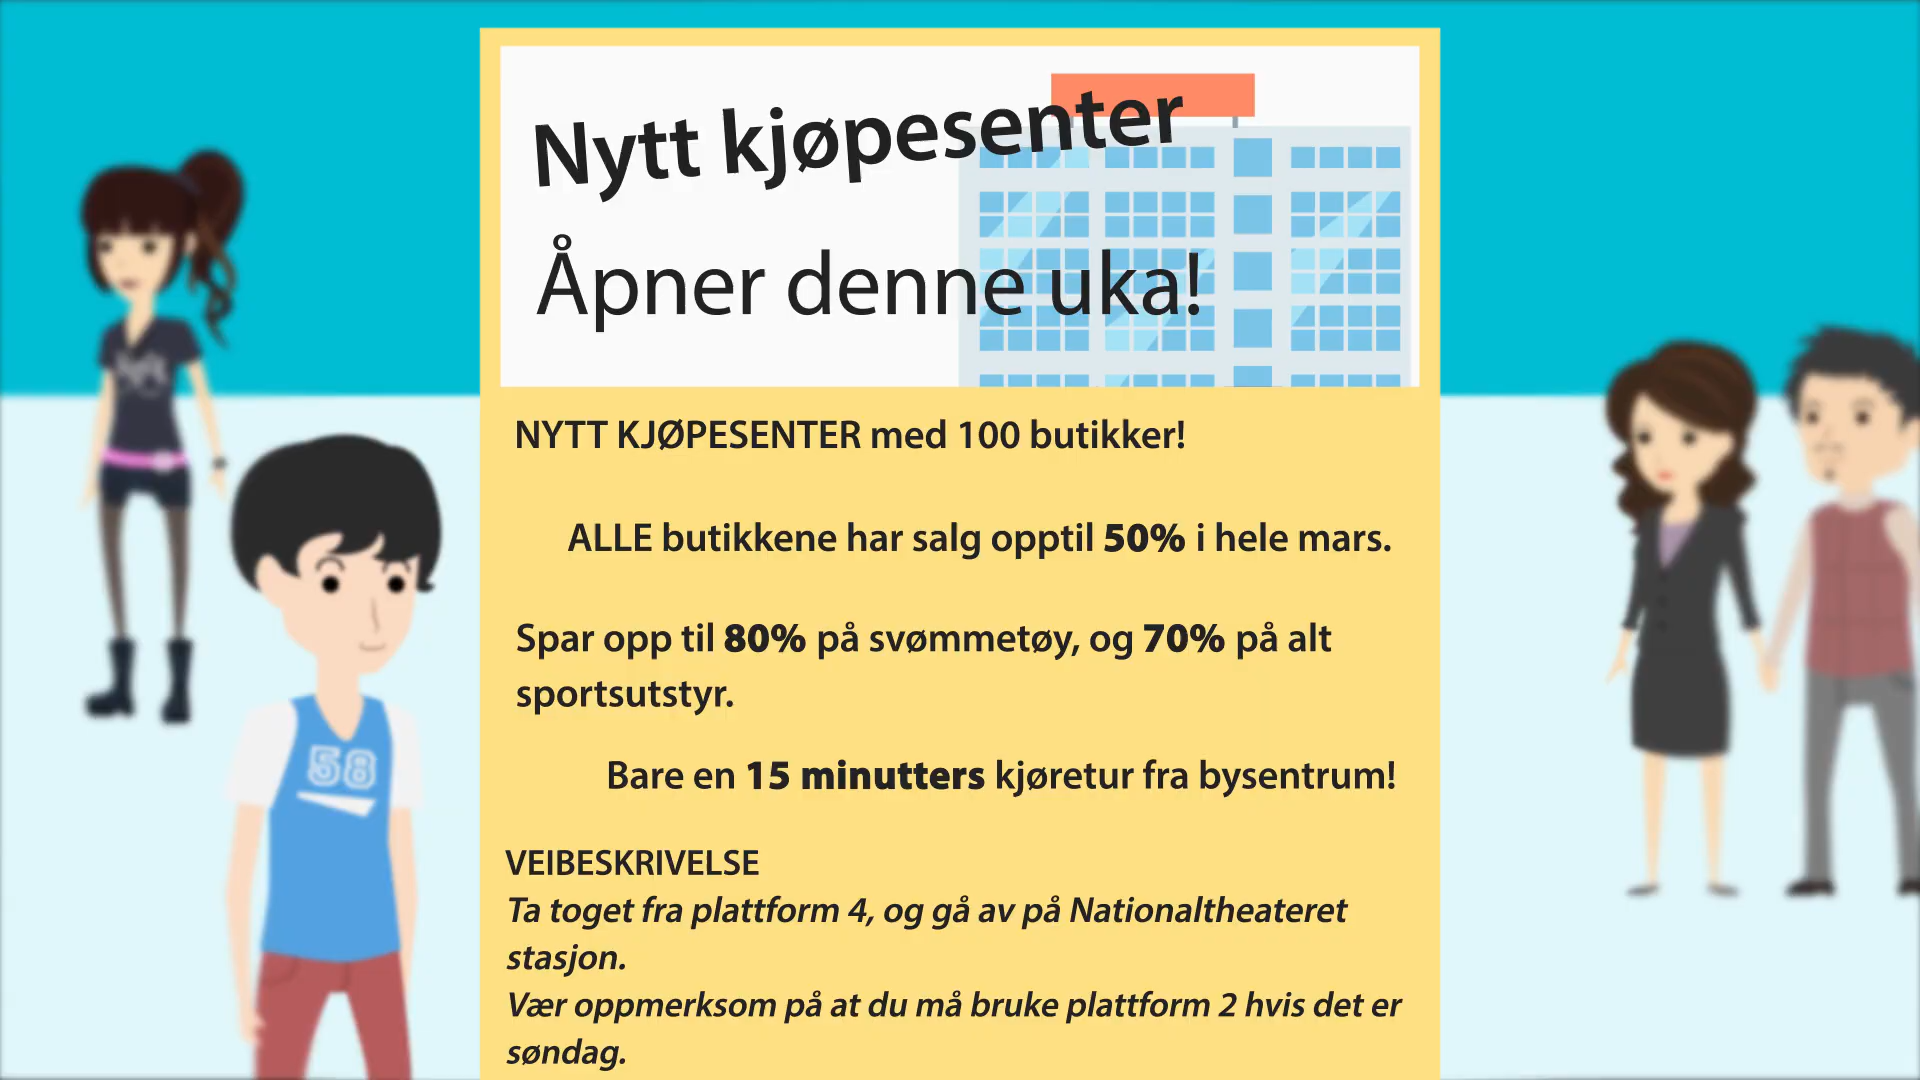 Nytt kjøpesenter
Åpner denne uka!
NYTT KJØPESENTER med 100 butikker!
ALLE butikkene har salg opptil 50% i hele mars.
Spar opp til 80% på svømmetøy, og 70% på alt
sportsutstyr.
Bare en 15 minutters kjøretur fra bysentrum!
VEIBESKRIVELSE
Ta toget fra plattform 4, og gå av på Nationaltheateret
stasjon.
Vær oppmerksom på at du må bruke plattform 2 hvis det er
søndag.
58